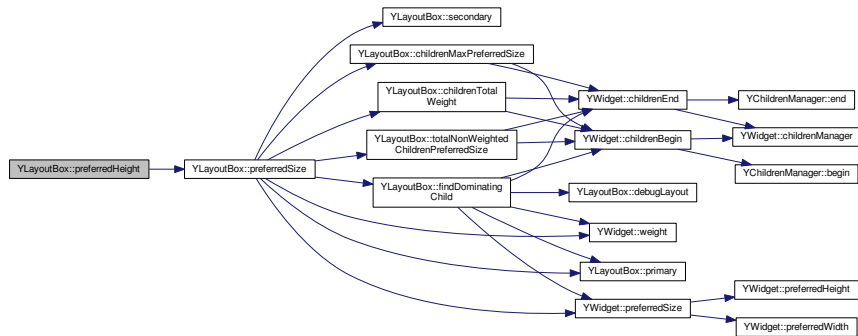 YLayoutBox::preferredHeight
YLayoutBox::preferredSize
YLayoutBox::secondary
YLayoutBox::childrenMaxPreferredSize
YLayoutBox::childrenTotal
Weight
YLayoutBox::totalNonWeighted
ChildrenPreferredSize
YLayoutBox::findDominating
Child
YWidget::childrenEnd
YWidget::childrenBegin
YLayoutBox::debugLayout
YWidget::weight
YLayoutBox::primary
YWidget::preferredSize
YChildrenManager::end
YWidget::childrenManager
YChildrenManager::begin
YWidget::preferredHeight
YWidget::preferredWidth